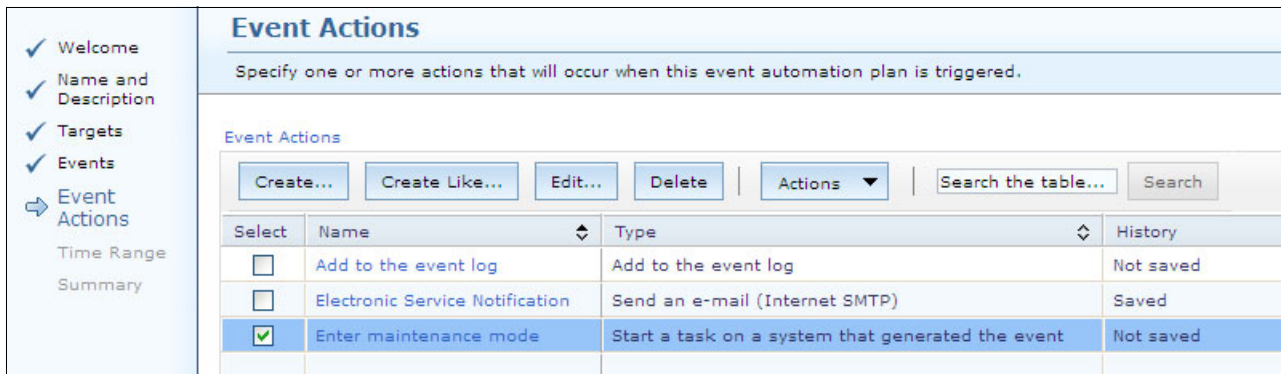 Welcome
Name and
Description
Targets
Events
Event
Actions
Time Range
Summary
Event Actions
Specify one or more actions that will occur when this event automation plan is triggered.
Event Actions
Create... Create Like... Edit... Delete Actions Search the table... Search
Select Name Type History
Add to the event log Add to the event log Not saved
Electronic Service Notification Send an e-mail (Internet SMTP) Saved
Enter maintenance mode Start a task on a system that generated the event Not saved